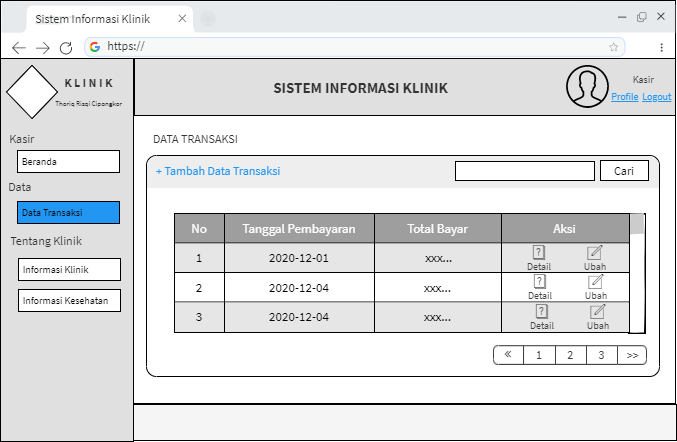 Sistem Informasi Klinik
https://
KLINIK
Thoriq Rizqi Cipongkor
SISTEM INFORMASI KLINIK
Kasir
Profile Logout
Kasir
Beranda
Data
Data Transaksi
Tentang Klinik
Informasi Klinik
Informasi Kesehatan
DATA TRANSAKSI
+ Tambah Data Transaksi
Cari
No Tanggal Pembayaran Total Bayar Aksi
1 2020-12-01 xxx... Detail Ubah
2 2020-12-04 xxx... Detail Ubah
3 2020-12-04 xxx... Detail Ubah
« 1 2 3 >>